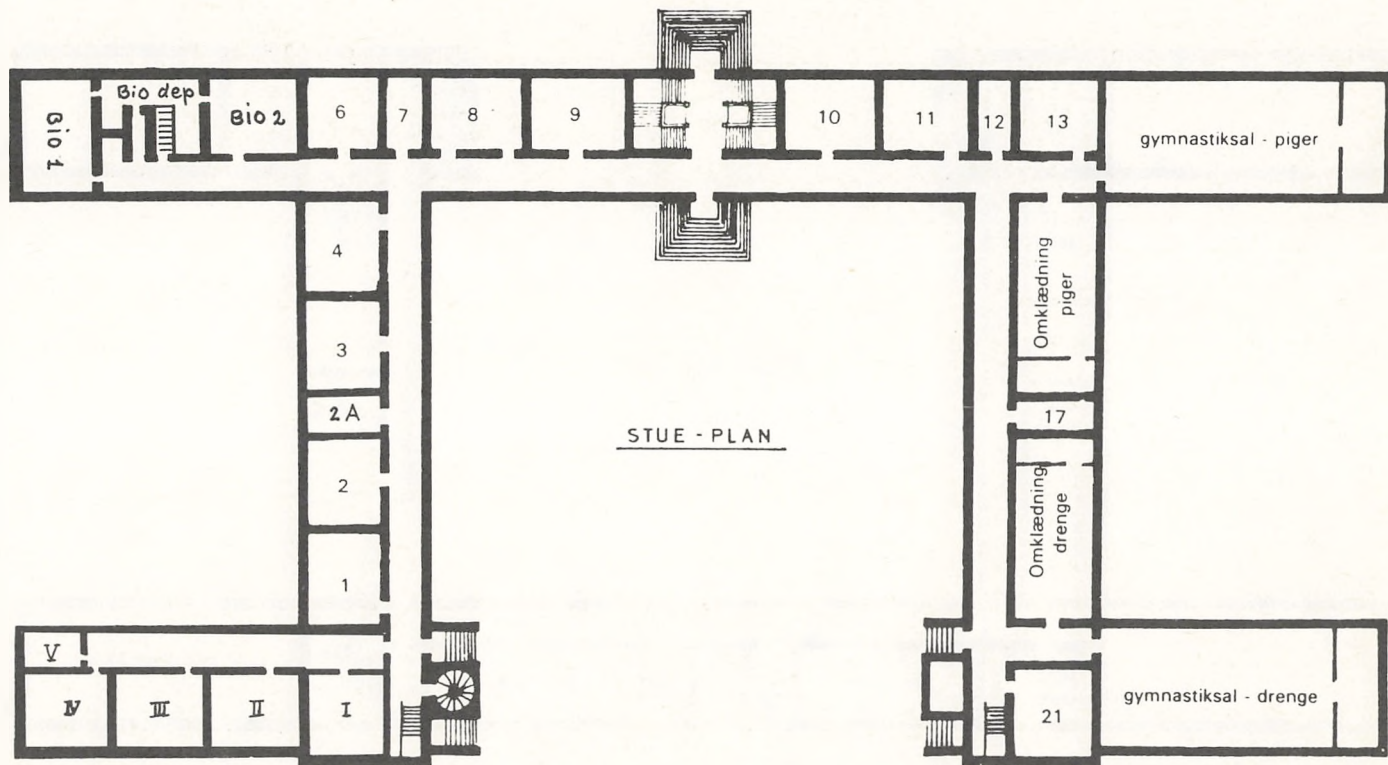 Bio 1
Bio dep
Bio 2
6
7
8
9
10
11
12
13
gymnastiksal - piger
4
3
2A
2
1
STUE - PLAN
Omklædning
piger
17
Omklædning
drenge
V
IV
III
II
I
21
gymnastiksal - drenge